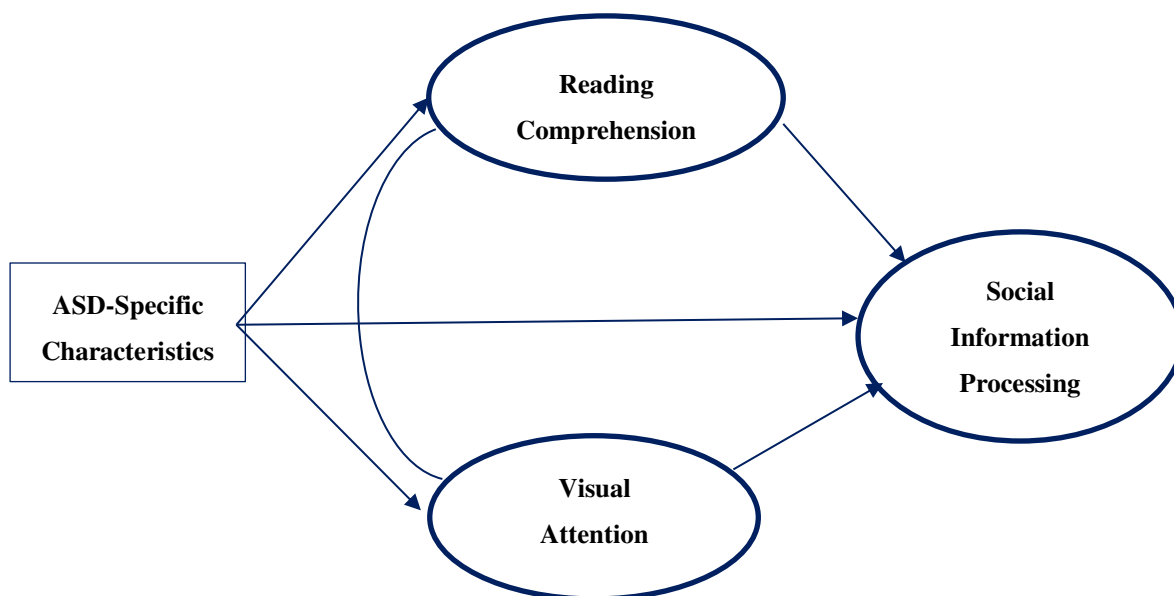 Reading
Comprehension
ASD-Specific
Characteristics
Social
Information
Processing
Visual
Attention